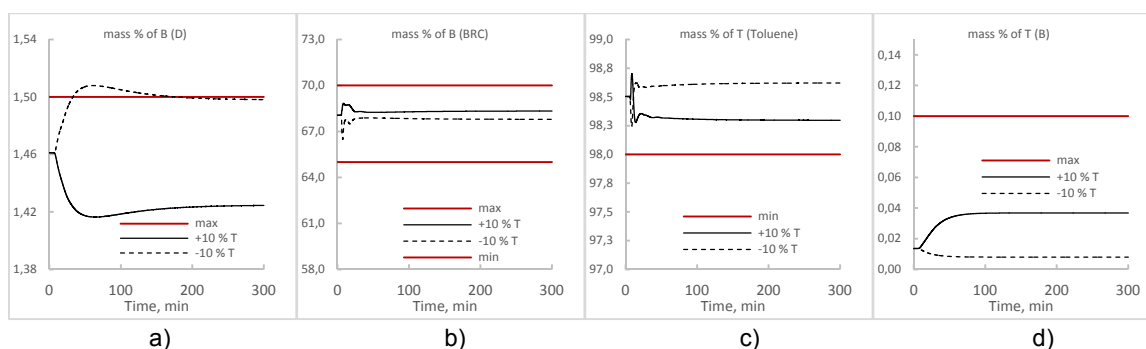 mass % of B (D)
1,54
1,50
1,46
1,42
1,38
max
+10 % T
-10 % T
0 100 200 300
Time, min
a)
mass % of B (BRC)
73,0
70,0
67,0
64,0
61,0
58,0
max
+10 % T
-10 % T
min
0 100 200 300
Time, min
b)
mass % of T (Toluene)
99,0
98,8
98,5
98,3
98,0
97,8
97,5
97,3
97,0
min
+10 % T
-10 % T
0 100 200 300
Time, min
c)
mass % of T (B)
0,14
0,12
0,10
0,08
0,06
0,04
0,02
0,00
max
+10 % T
-10 % T
0 100 200 300
Time, min
d)